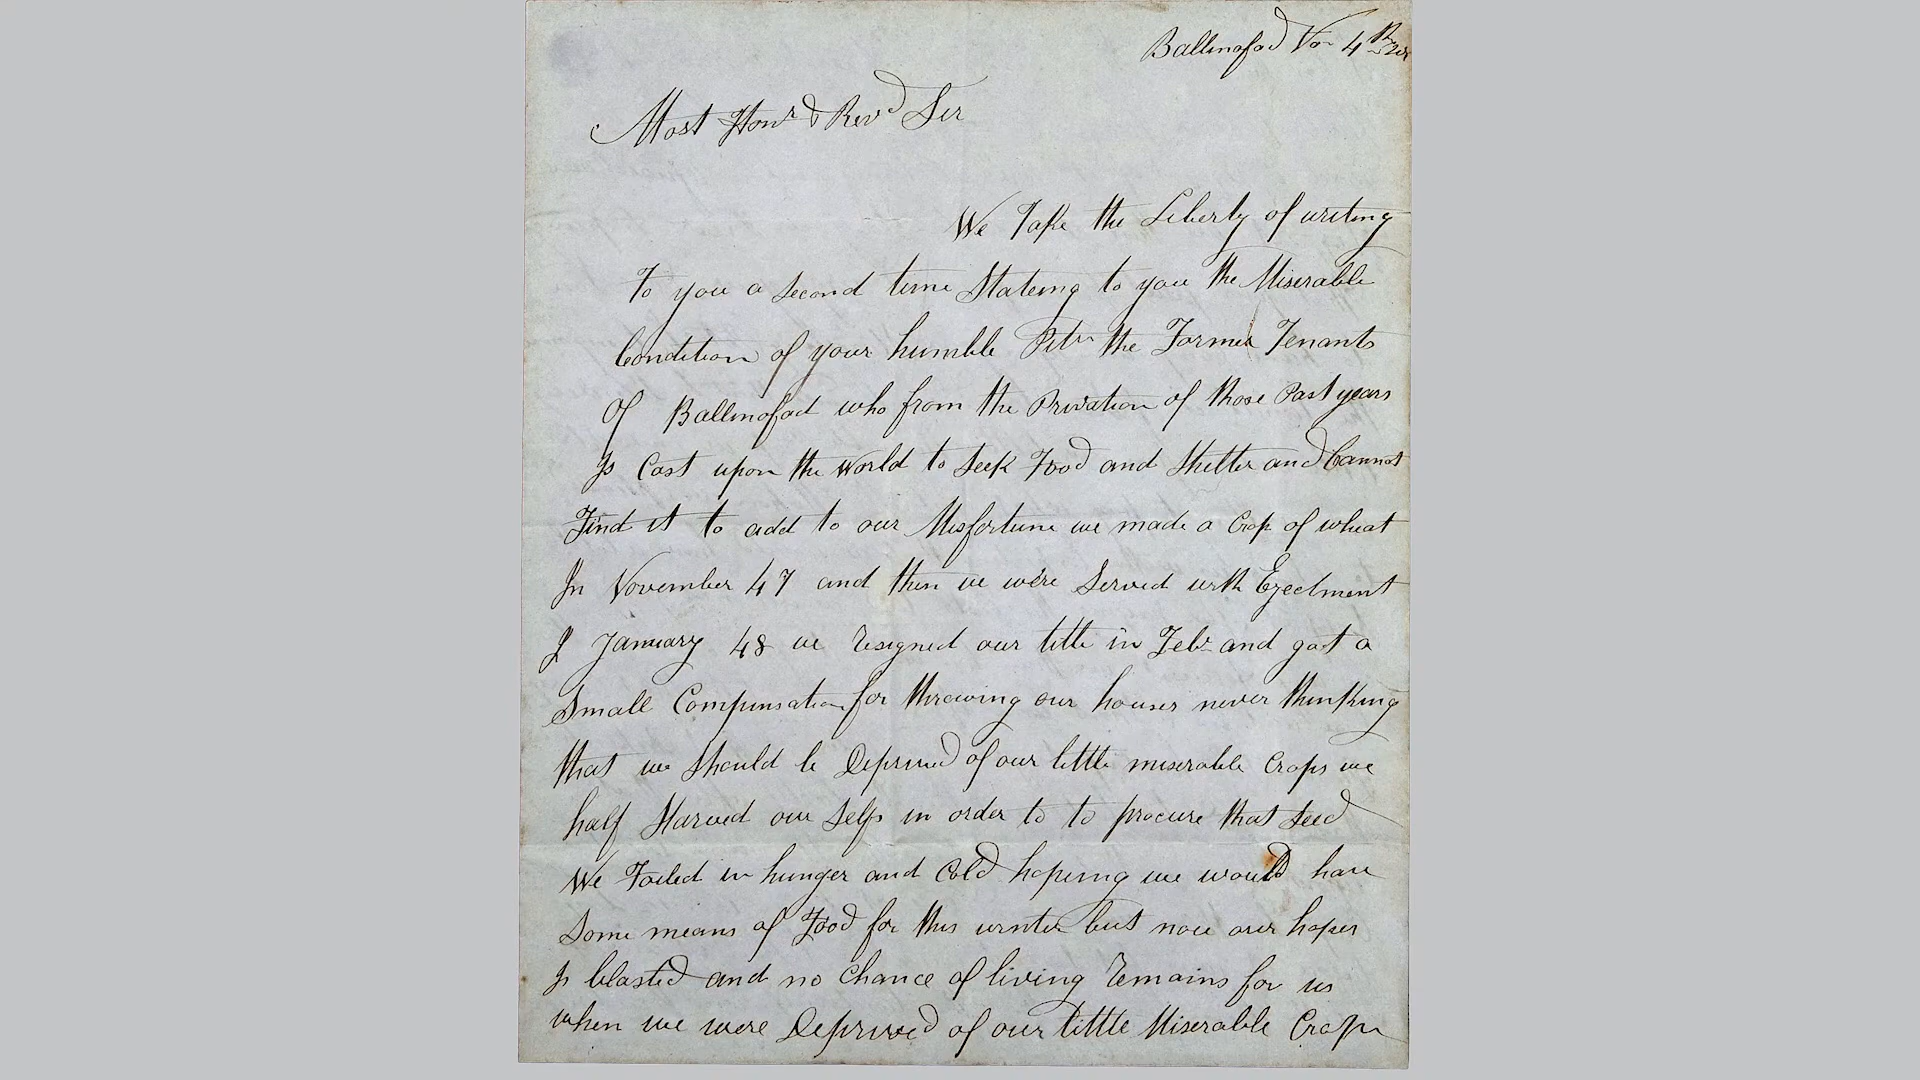 Ballinafad Nov 4th
Most Honr & Revd Sir
We Take the Liberty of writing
To you a Second time Stateing to you the Miserable
Condition of your humble Petrs the Former Tenants
Of Ballinafad who from the Privation of those Past years
Is Cast upon the World to Seek Food and Shelter and Cannot
Find it to add to our Misfortune we made a Crop of wheat
In November 47 and then we were Served with Ejectment
I January 48 we resigned our title in Feb and got a
Small Compensation for throwing our houses never thinking
that we should be Deprived of our little miserable Crops we
half Starved our Selfs in order to to procure that Seed
We Toiled in hunger and Cold hopeing we would have
Some means of Food for this winter but now our hopes
Is blasted and no Chance of living remains for us
when we were Deprived of our little Miserable Crops